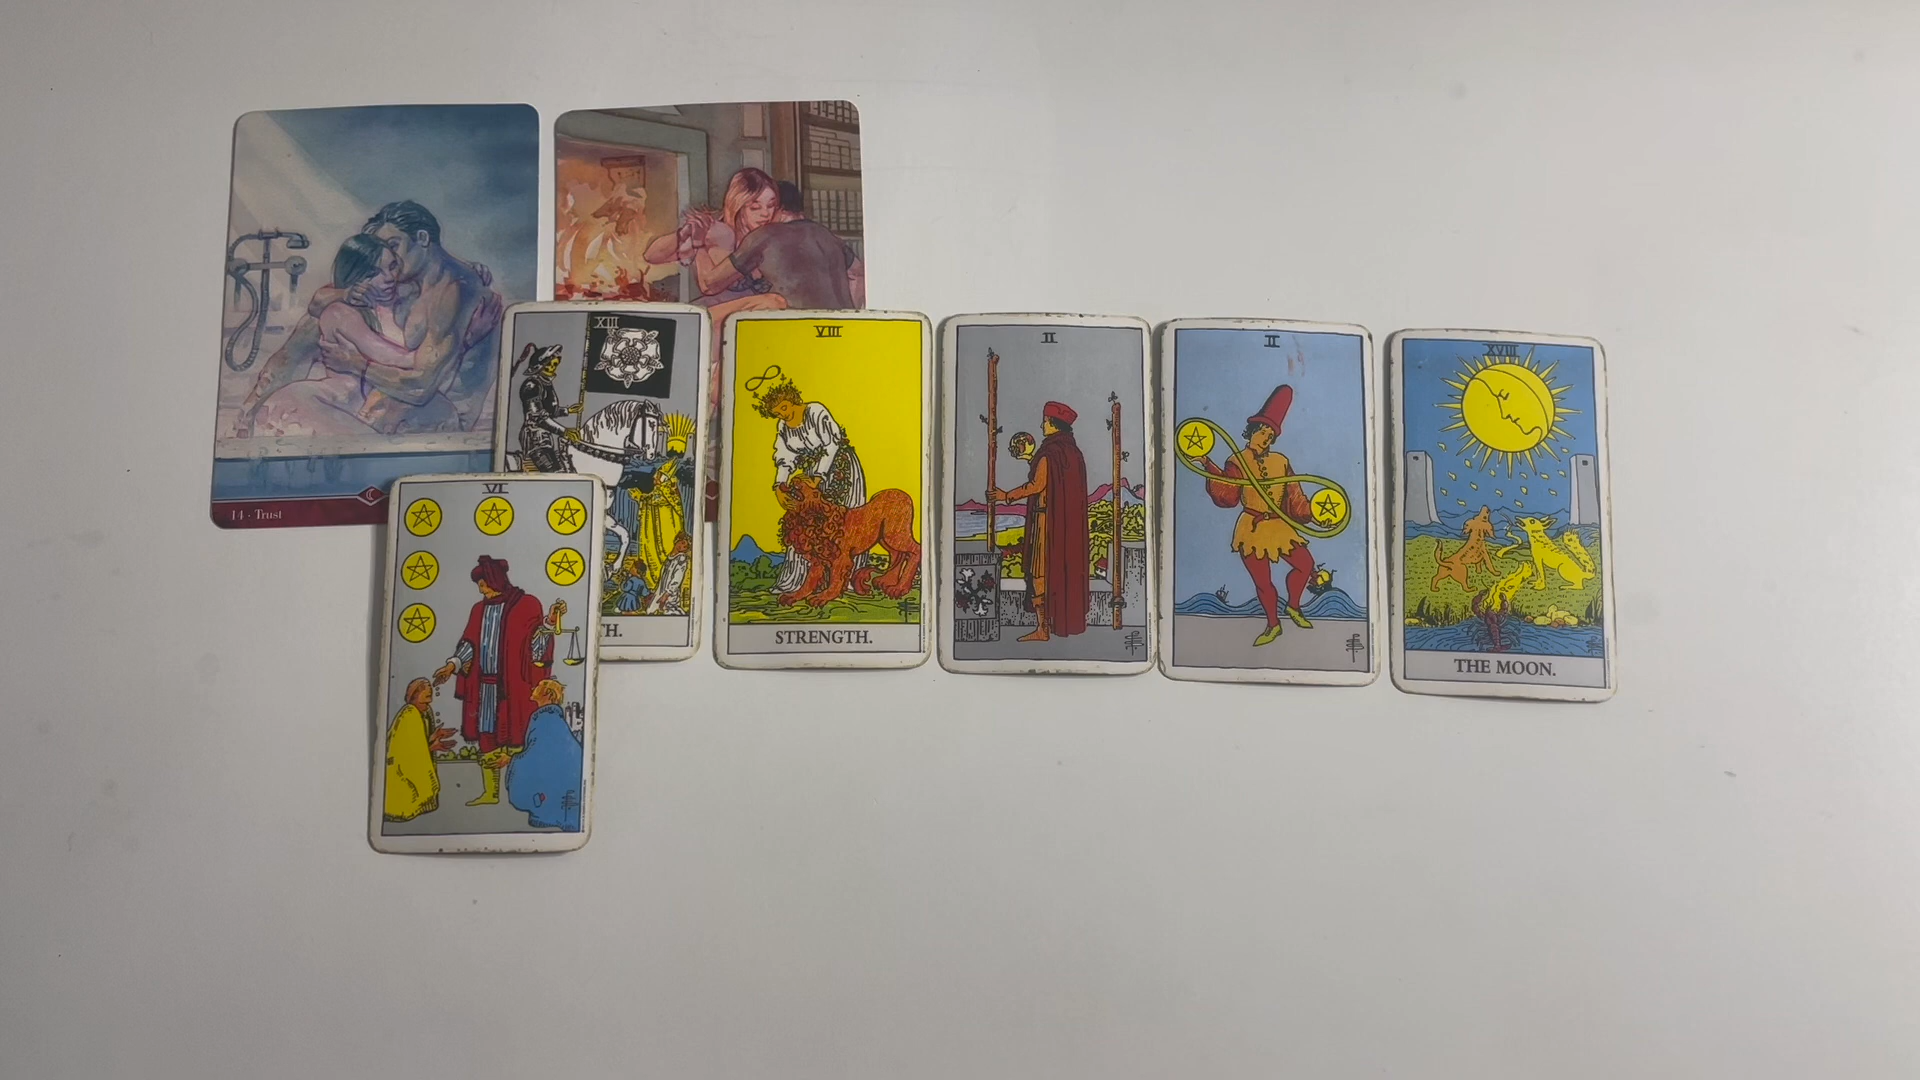 14 · Trust
XIII
TH.
VI
VIII
STRENGTH.
II
II
XVIII
THE MOON.